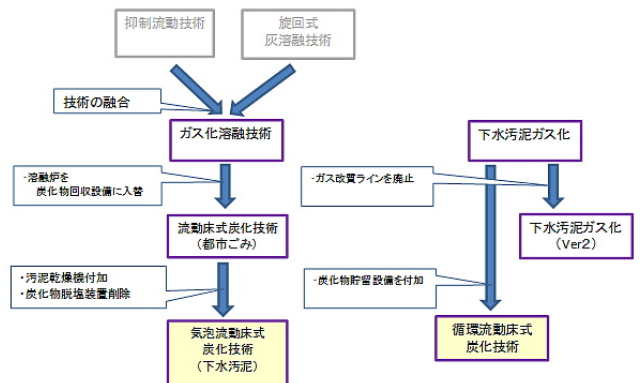 抑制流動技術
旋回式
灰溶融技術
技術の融合
ガス化溶融技術
下水汚泥ガス化
-溶融炉を
炭化物回収設備に入替
-ガス改質ラインを廃止
流動床式炭化技術
（都市ごみ）
下水汚泥ガス化
（Ver2）
・汚泥乾燥機付加
・炭化物脱塩装置削除
-炭化物貯留設備を付加
気泡流動床式
炭化技術
（下水汚泥）
循環流動床式
炭化技術